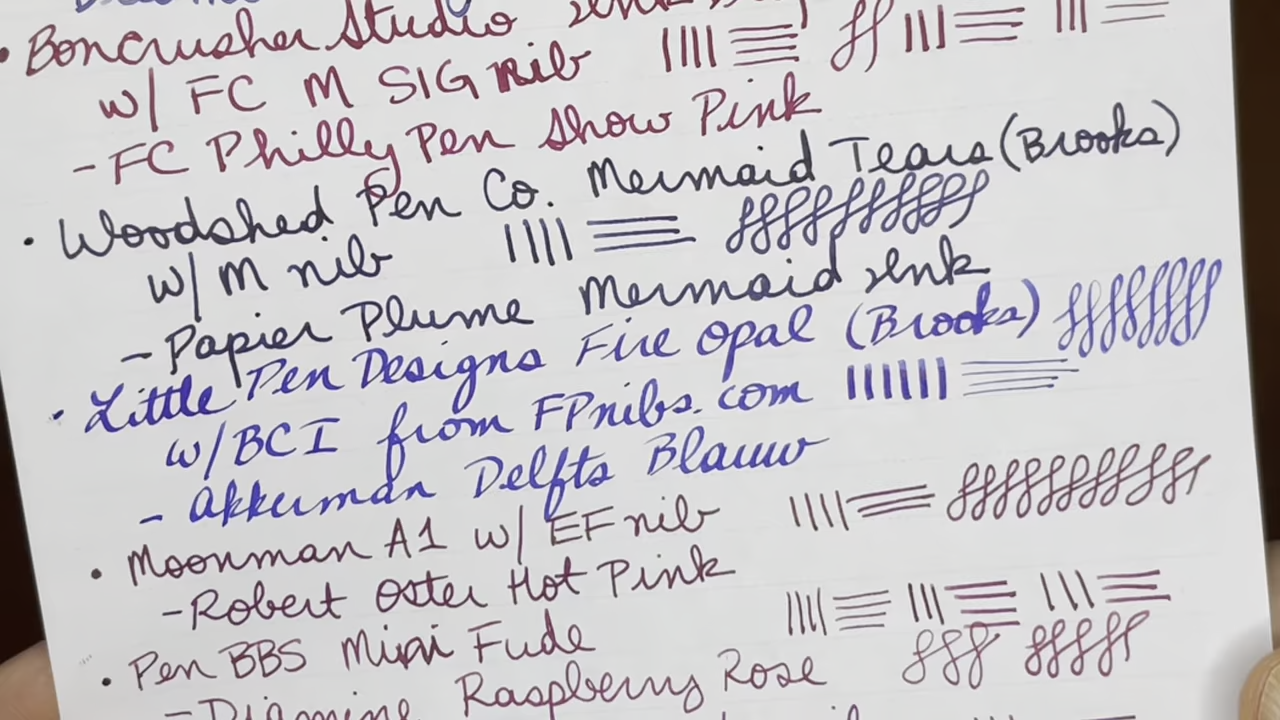 Boncrusher Studio
w/ FC M SIG nib
- FC Philly Pen Show Pink
Woodshed Pen Co. Mermaid Tears (Brooks)
w/ M nib
- Papier Plume Mermaid Ink
Little Pen Designs Fire Opal (Brooks)
w/ BCI from FPnibs.com
- Akkerman Delfts Blauw
Moonman A1 w/ EF nib
- Robert Oster Hot Pink
Pen BBS Mini Fude
- Diamine Raspberry Rose